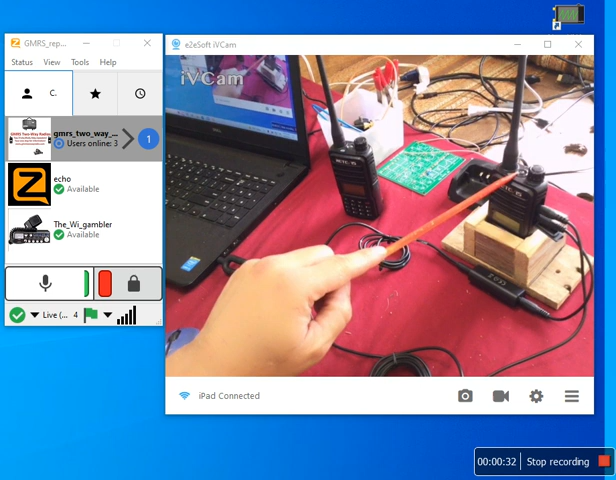 GMRS_rep...
Status View Tools Help
C.
gmrs_two_way_...
Users online: 3
1
echo
Available
The_Wi_gambler
Available
Live (... 4
e2eSoft iVCam
iVCam
iPad Connected
00:00:32 Stop recording